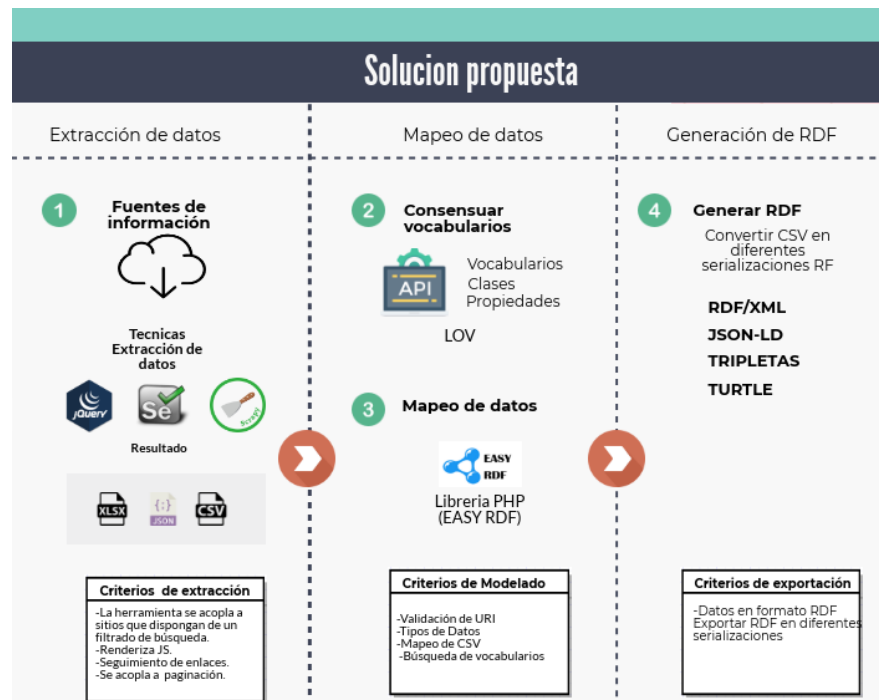 Solucion propuesta
Extracción de datos
Mapeo de datos
Generación de RDF
1
Fuentes de
información
Tecnicas
Extracción de
datos
jQuery
Se
Scrapy
Resultado
XLSX
{:}
JSON
CSV
Criterios de extracción
-La herramienta se acopla a
sitios que dispongan de un
filtrado de búsqueda.
-Renderiza JS.
-Seguimiento de enlaces.
-Se acopla a paginación.
2
Consensuar
vocabularios
API
Vocabularios
Clases
Propiedades
LOV
3
Mapeo de datos
EASY
RDF
Libreria PHP
(EASY RDF)
Criterios de Modelado
-Validación de URI
-Tipos de Datos
-Mapeo de CSV
-Búsqueda de vocabularios
4
Generar RDF
Convertir CSV en
diferentes
serializaciones RF
RDF/XML
JSON-LD
TRIPLETAS
TURTLE
Criterios de exportación
-Datos en formato RDF
Exportar RDF en diferentes
serializaciones